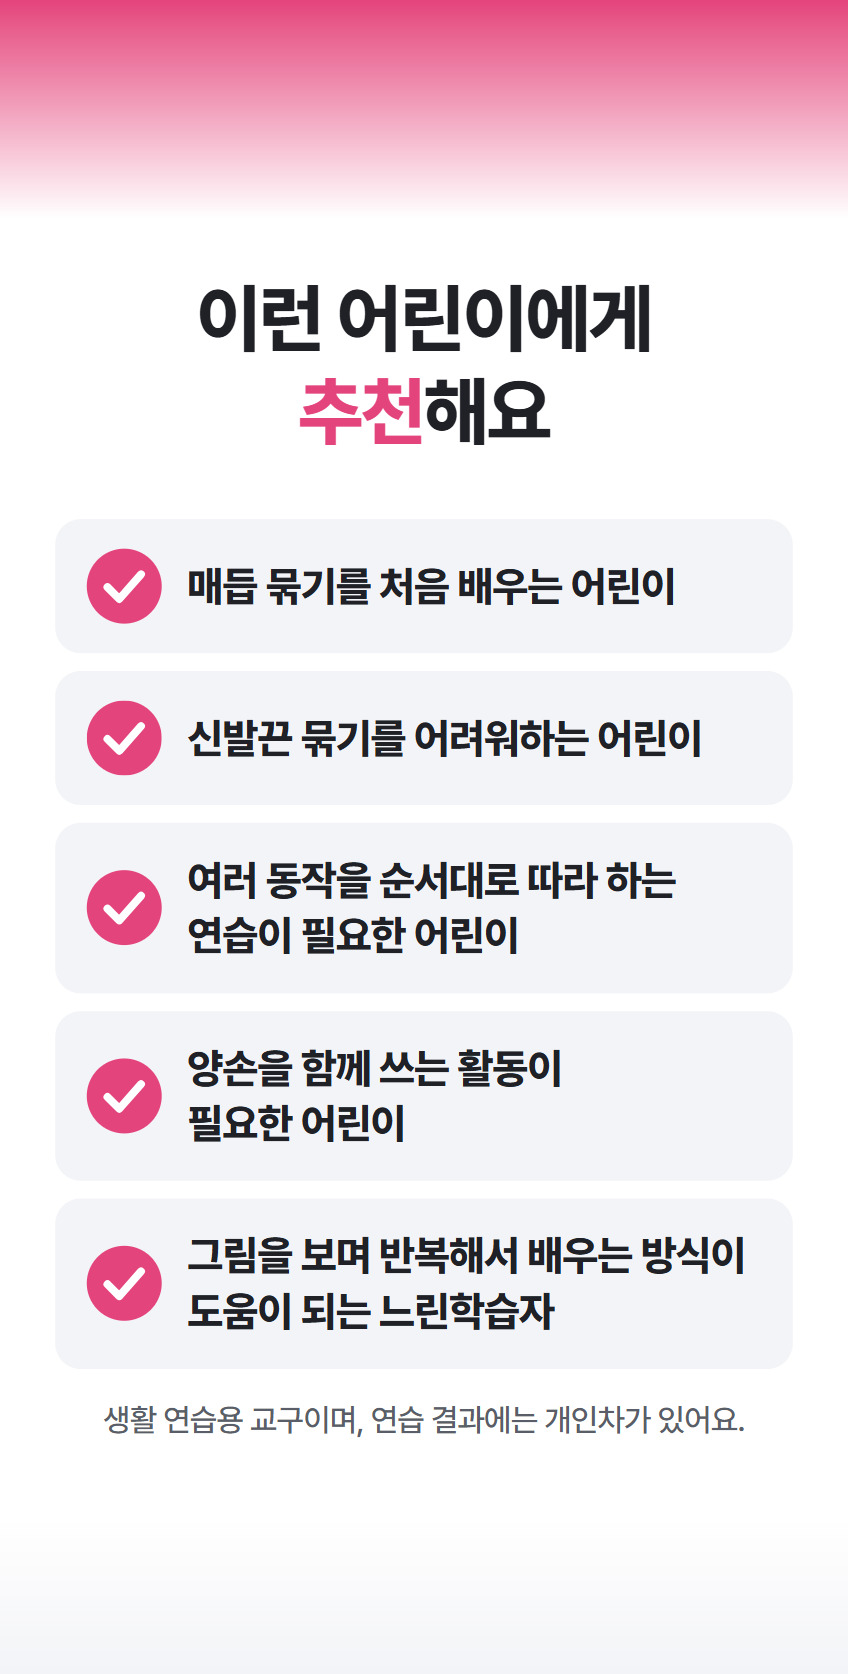 이런 어린이에게
추천해요
매듭 묶기를 처음 배우는 어린이
신발끈 묶기를 어려워하는 어린이
여러 동작을 순서대로 따라 하는
연습이 필요한 어린이
양손을 함께 쓰는 활동이
필요한 어린이
그림을 보며 반복해서 배우는 방식이
도움이 되는 느린학습자
생활 연습용 교구이며, 연습 결과에는 개인차가 있어요.